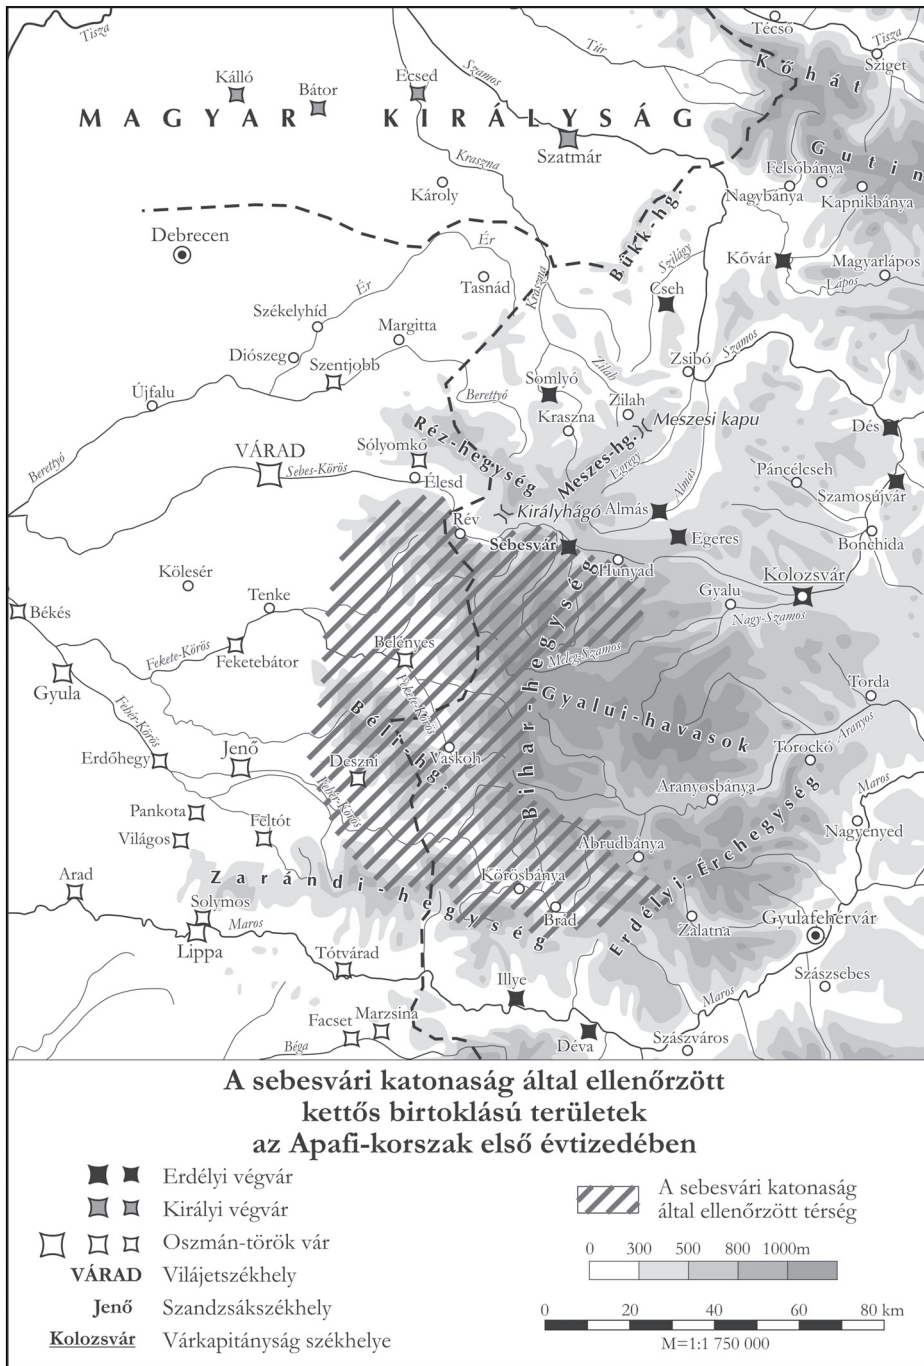 Tisza
Técső
Túr
Tisza
Sziget
Kálló
Bátor
Ecsed
Szamos
Kőhát
MAGYAR KIRÁLYSÁG
Szatmár
Gutin
Kraszna
Károly
Felsőbánya
Nagybánya
Kapnikbánya
Debrecen
Ér
Bükk-hg.
Szilágy
Kővár
Magyarlápos
Lápos
Ér
Tasnád
Kraszna
Cseh
Székelyhíd
Margitta
Diószeg
Szentjobb
Zsibó
Szamos
Újfalu
Berettyó
Somlyó
Zilah
Zilah
Kraszna
Meszesi kapu
Dés
Berettyó
VÁRAD
Sebes-Körös
Sólyomkő
Réz-hegység
Meszes-hg.
Egregy
Almás
Páncélcseh
Szamosújvár
Élesd
Rév
Királyhágó
Almás
Egeres
Bonchida
Sebesvár
Hunyad
Kolozsvár
Kölesér
Gyalu
Nagy-Szamos
Békés
Tenke
Fekete-Körös
Feketebátor
Belényes
Meleg-Szamos
Gyula
Fekete-Körös
Bihar-hegység
Gyalui-havasok
Torda
Aranyos
Fehér-Körös
Béli-hg.
Vaskoh
Torockó
Erdőhegy
Jenő
Deszni
Fehér-Körös
Aranyosbánya
Maros
Pankota
Feltót
Világos
Abrudbánya
Nagyenyed
Arad
Zarándi-hegység
Körösbánya
Erdélyi-Érchegység
Solymos
Maros
Lippa
Brád
Zalatna
Gyulafehérvár
Tótvárad
Illye
Maros
Szászsebes
Facset
Marzsina
Béga
Déva
Szászváros
A sebesvári katonaság által ellenőrzött
kettős birtoklású területek
az Apafi-korszak első évtizedében
Erdélyi végvár
Királyi végvár
Oszmán-török vár
VÁRAD Vilájetszékhely
Jenő Szandzsákszékhely
Kolozsvár Várkapitányság székhelye
A sebesvári katonaság
által ellenőrzött térség
0 300 500 800 1000m
0 20 40 60 80 km
M=1:1 750 000